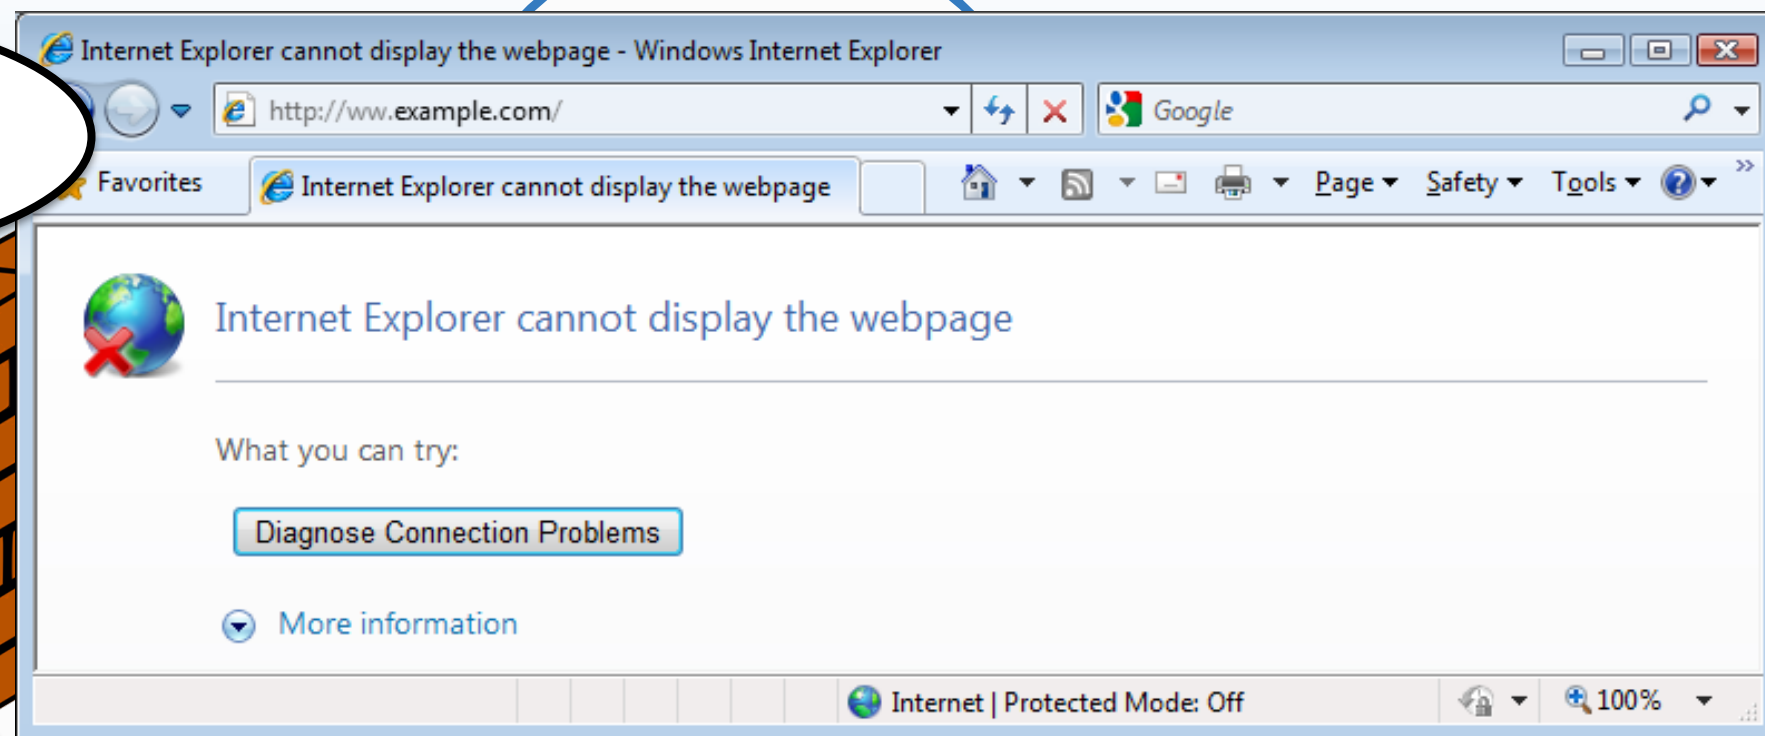 Internet Explorer cannot display the webpage - Windows Internet Explorer
http://ww.example.com/
Google
Favorites
Internet Explorer cannot display the webpage
Page
Safety
Tools
Internet Explorer cannot display the webpage
What you can try:
Diagnose Connection Problems
More information
Internet | Protected Mode: Off
100%